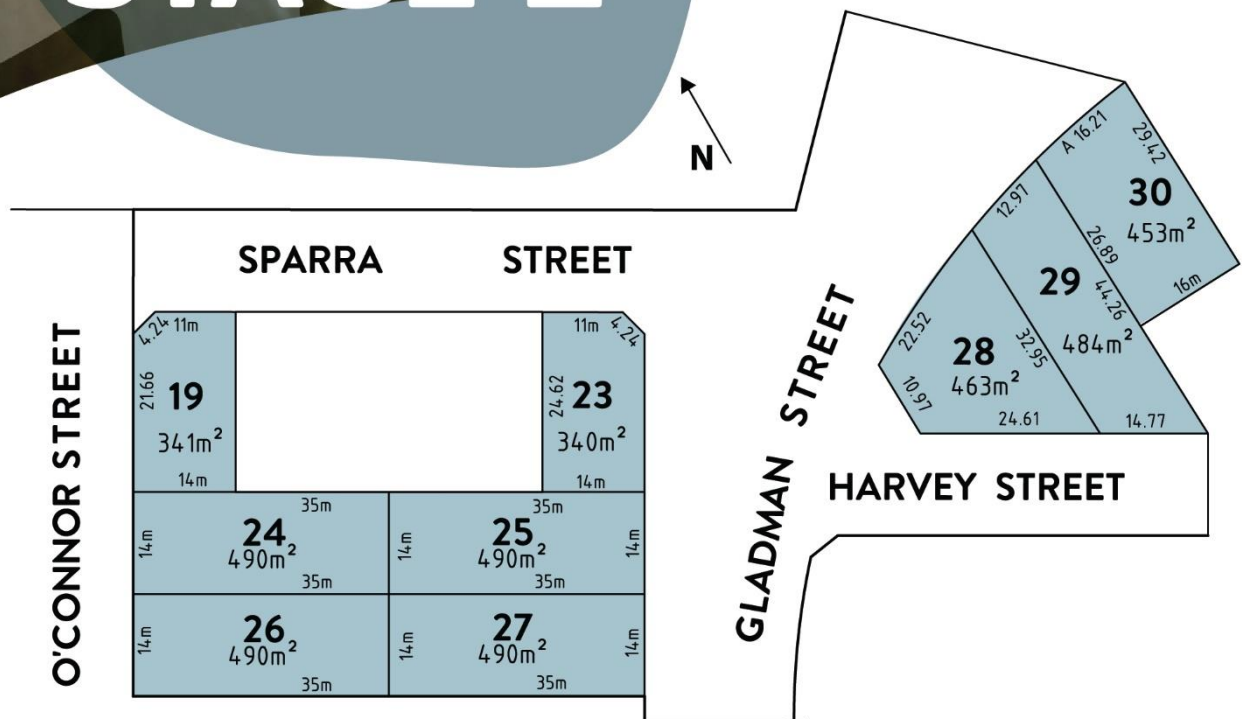 N
SPARRA STREET
O'CONNOR STREET
GLADMAN STREET
HARVEY STREET
4.24 11m
21.66
19
341m²
14m
11m 4.24
24.62
23
340m²
14m
35m
14m
24
490m²
35m
35m
14m
25
490m²
14m
35m
14m
26
490m²
35m
14m
27
490m²
14m
35m
22.52
28
463m²
32.95
10.97
24.61
12.97
29
484m²
44.26
14.77
A 16.21
29.42
30
453m²
26.89
16m